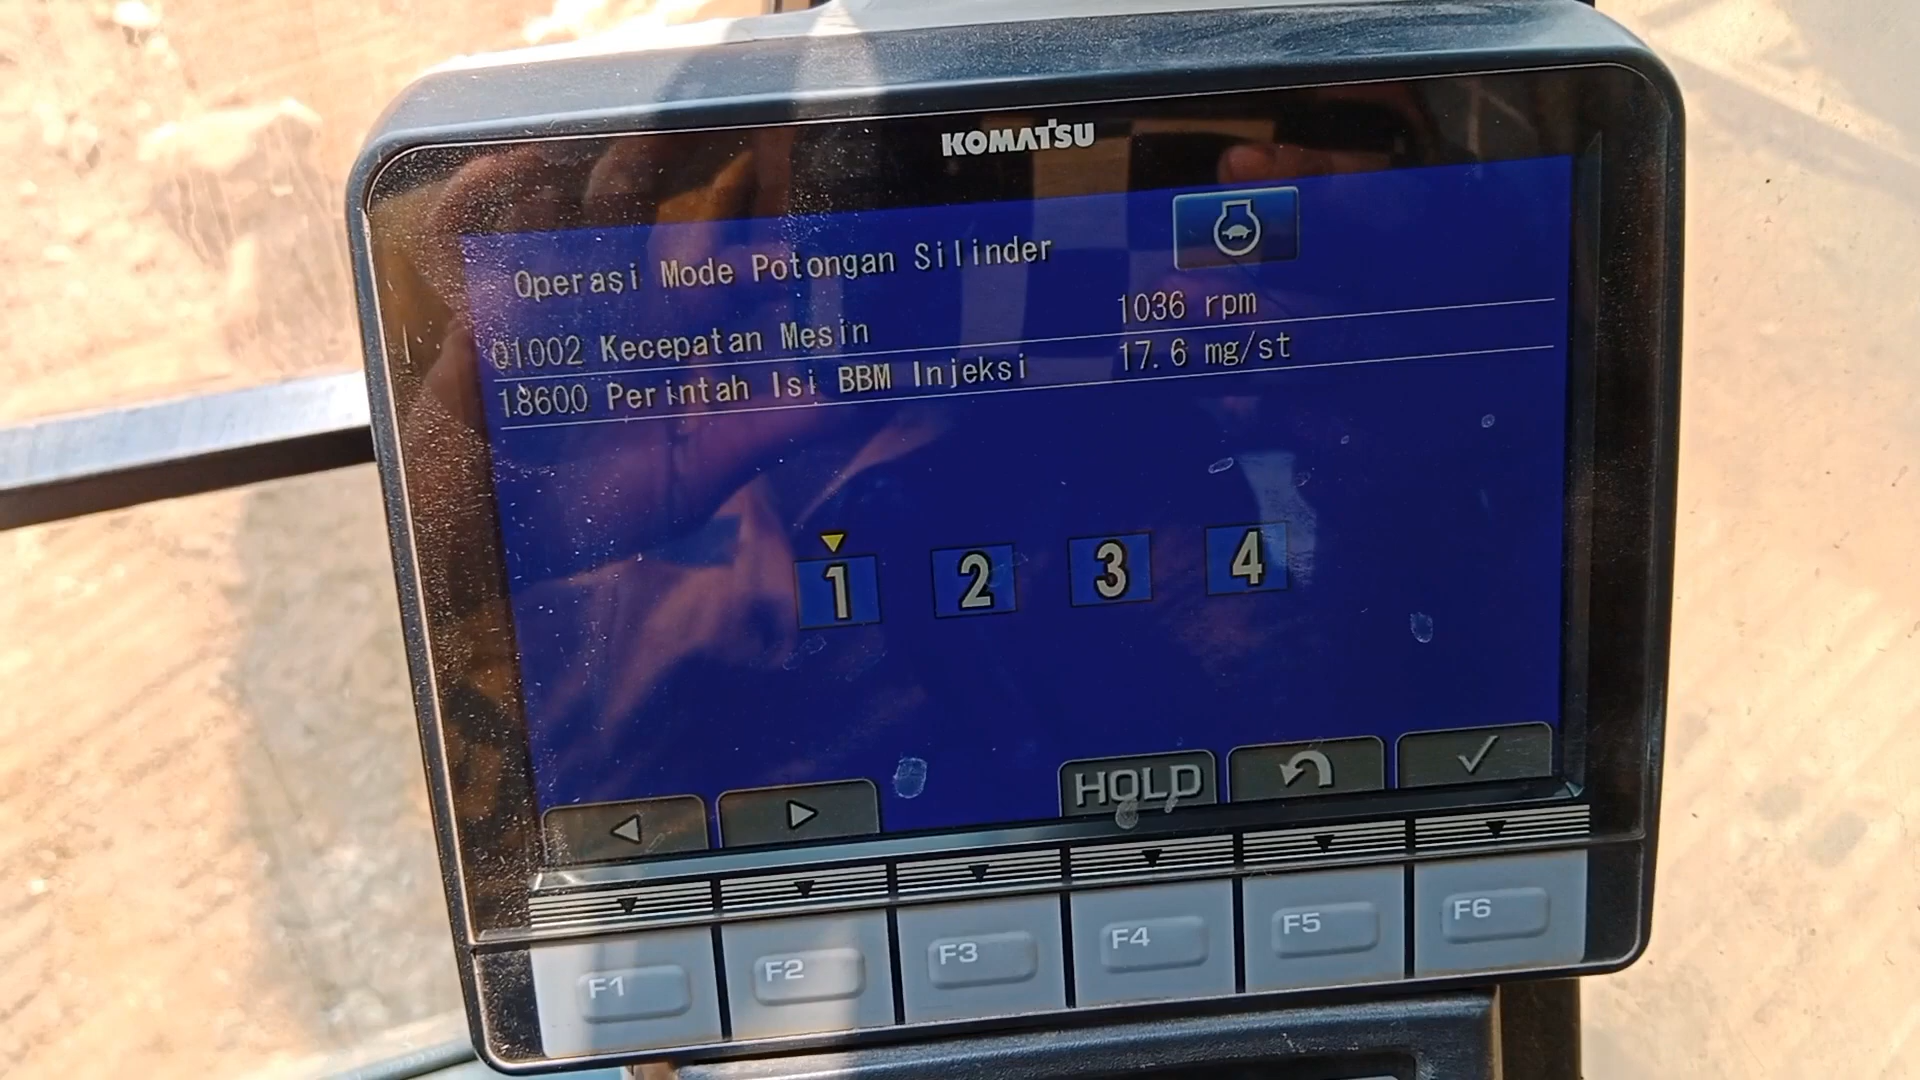 KOMATSU
Operasi Mode Potongan Silinder
01002 Kecepatan Mesin 1036 rpm
18600 Perintah Isi BBM Injeksi 17.6 mg/st
1 2 3 4
HOLD
F1 F2 F3 F4 F5 F6